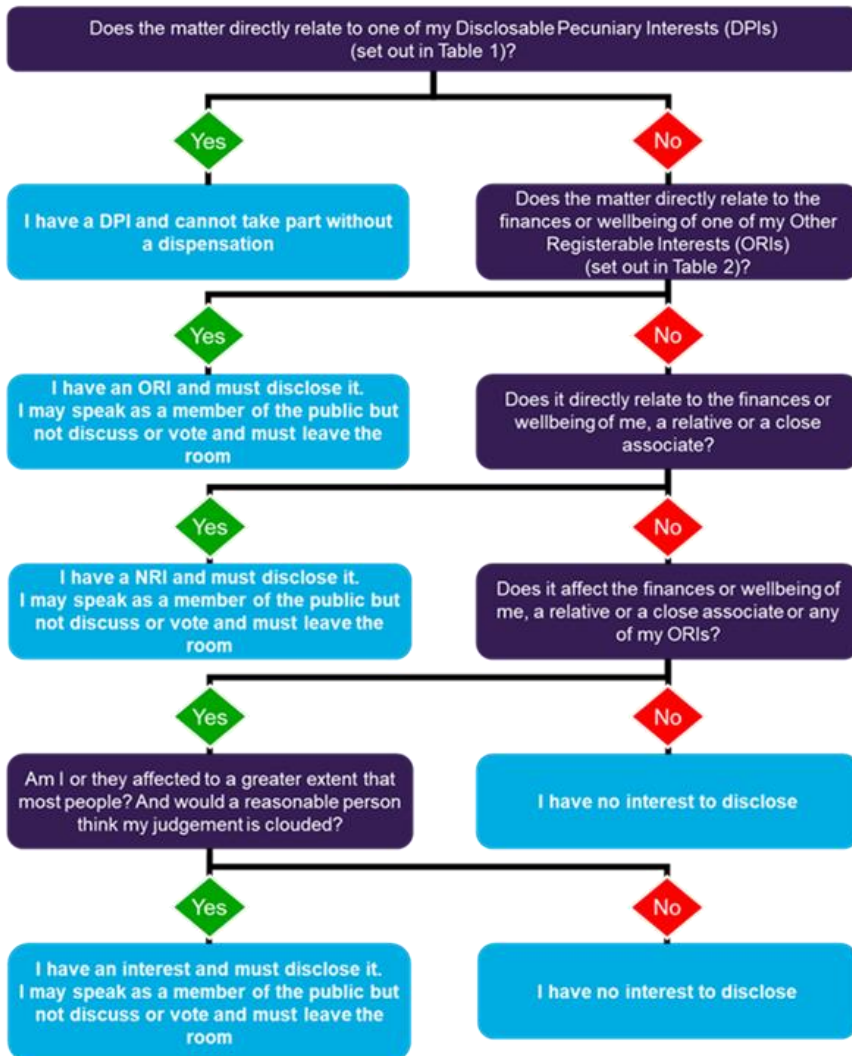 Does the matter directly relate to one of my Disclosable Pecuniary Interests (DPIs)
(set out in Table 1)?
Yes
No
I have a DPI and cannot take part without
a dispensation
Does the matter directly relate to the
finances or wellbeing of one of my Other
Registerable Interests (ORIs)
(set out in Table 2)?
Yes
No
I have an ORI and must disclose it.
I may speak as a member of the public but
not discuss or vote and must leave the
room
Does it directly relate to the finances or
wellbeing of me, a relative or a close
associate?
Yes
No
I have a NRI and must disclose it.
I may speak as a member of the public but
not discuss or vote and must leave the
room
Does it affect the finances or wellbeing of
me, a relative or a close associate or any
of my ORIs?
Yes
No
Am I or they affected to a greater extent that
most people? And would a reasonable person
think my judgement is clouded?
I have no interest to disclose
Yes
No
I have an interest and must disclose it.
I may speak as a member of the public but
not discuss or vote and must leave the
room
I have no interest to disclose